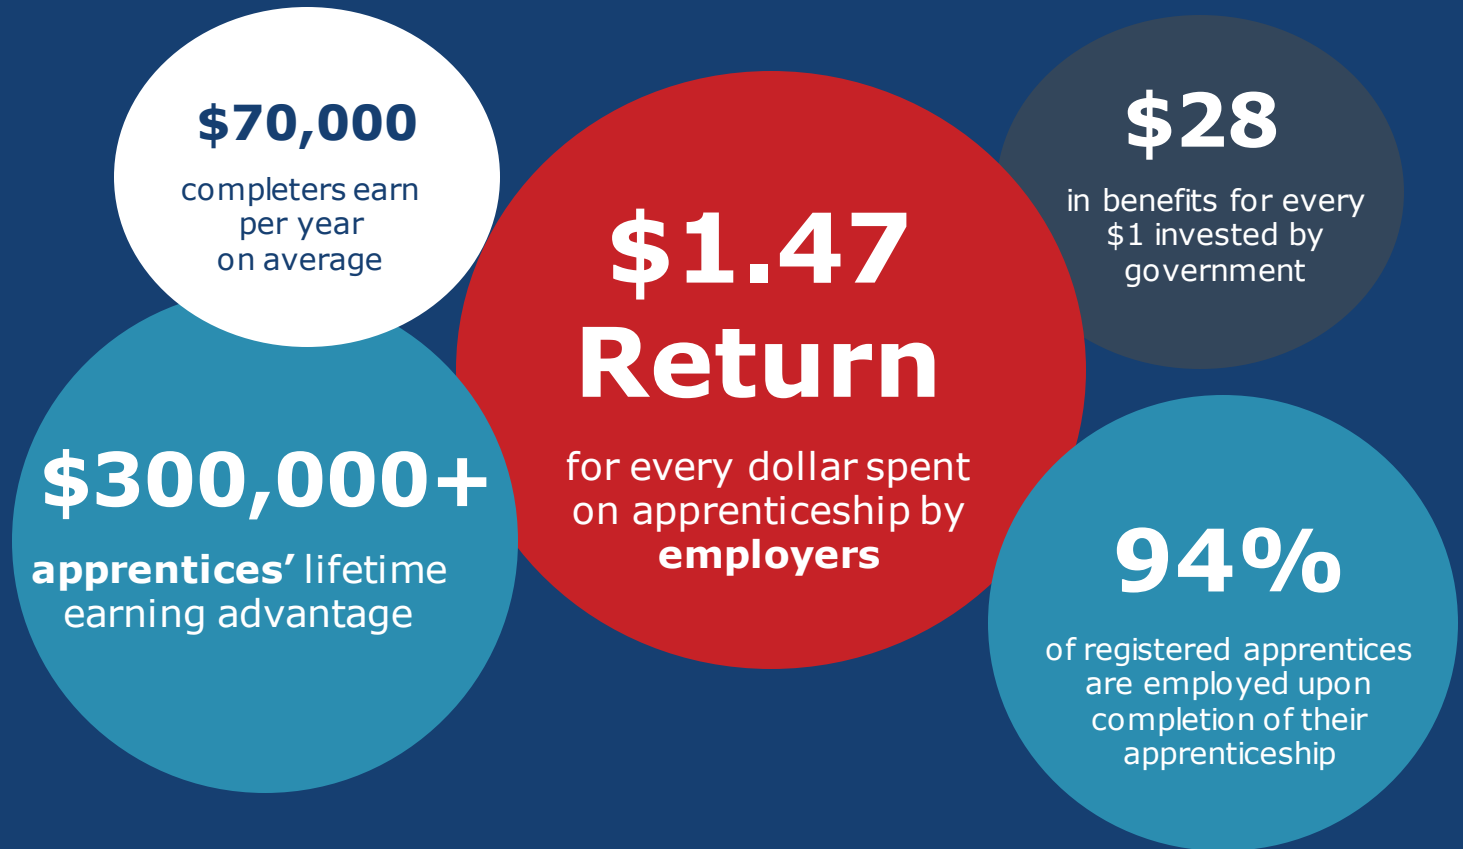 $70,000
completers earn
per year
on average
$300,000+
apprentices’ lifetime
earning advantage
$1.47
Return
for every dollar spent
on apprenticeship by
employers
$28
in benefits for every
$1 invested by
government
94%
of registered apprentices
are employed upon
completion of their
apprenticeship